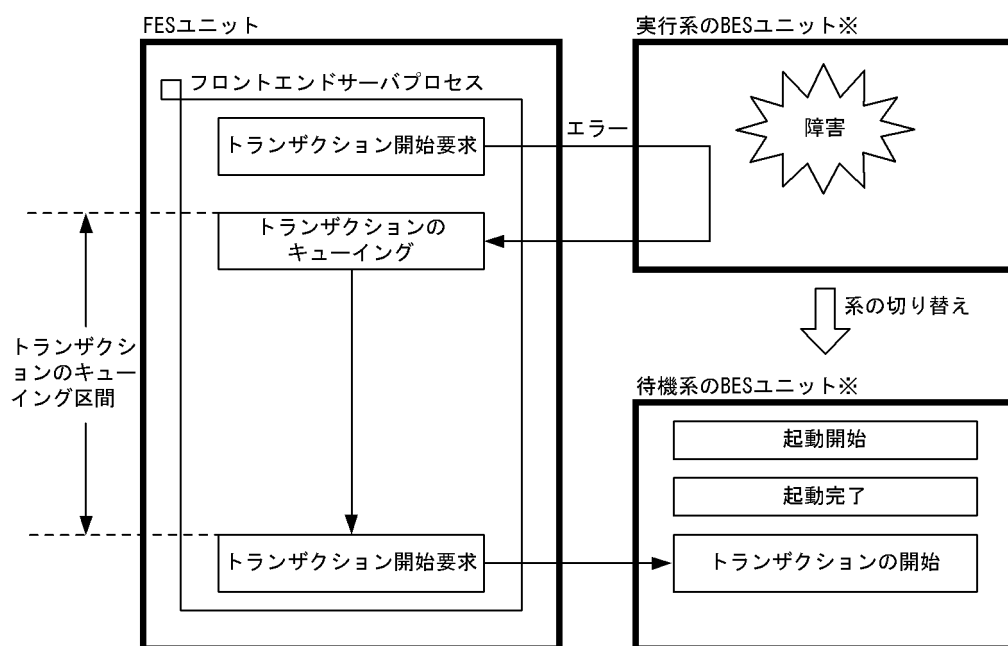 FESユニット
フロントエンドサーバプロセス
トランザクション開始要求
エラー
トランザクションの
キューイング
トランザクシ
ョンのキュー
イング区間
トランザクション開始要求
実行系のBESユニット※
障害
系の切り替え
待機系のBESユニット※
起動開始
起動完了
トランザクションの開始